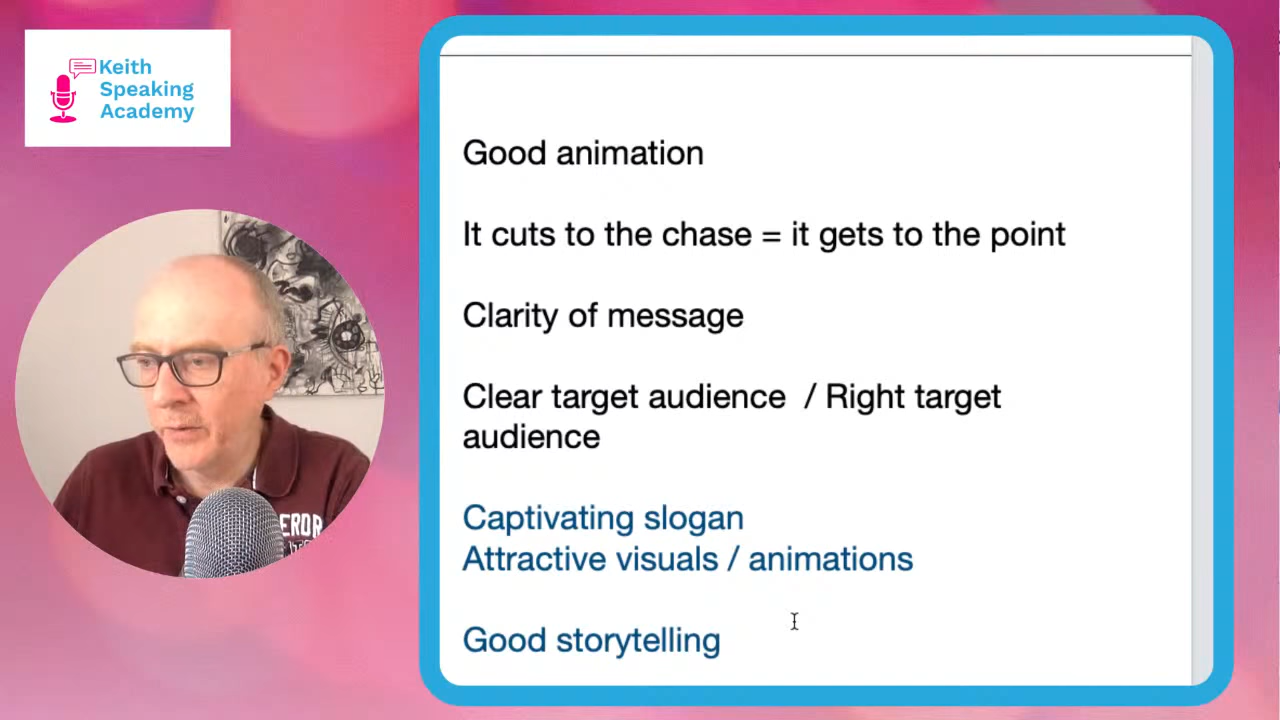 Keith
Speaking
Academy
Good animation
It cuts to the chase = it gets to the point
Clarity of message
Clear target audience / Right target
audience
Captivating slogan
Attractive visuals / animations
Good storytelling